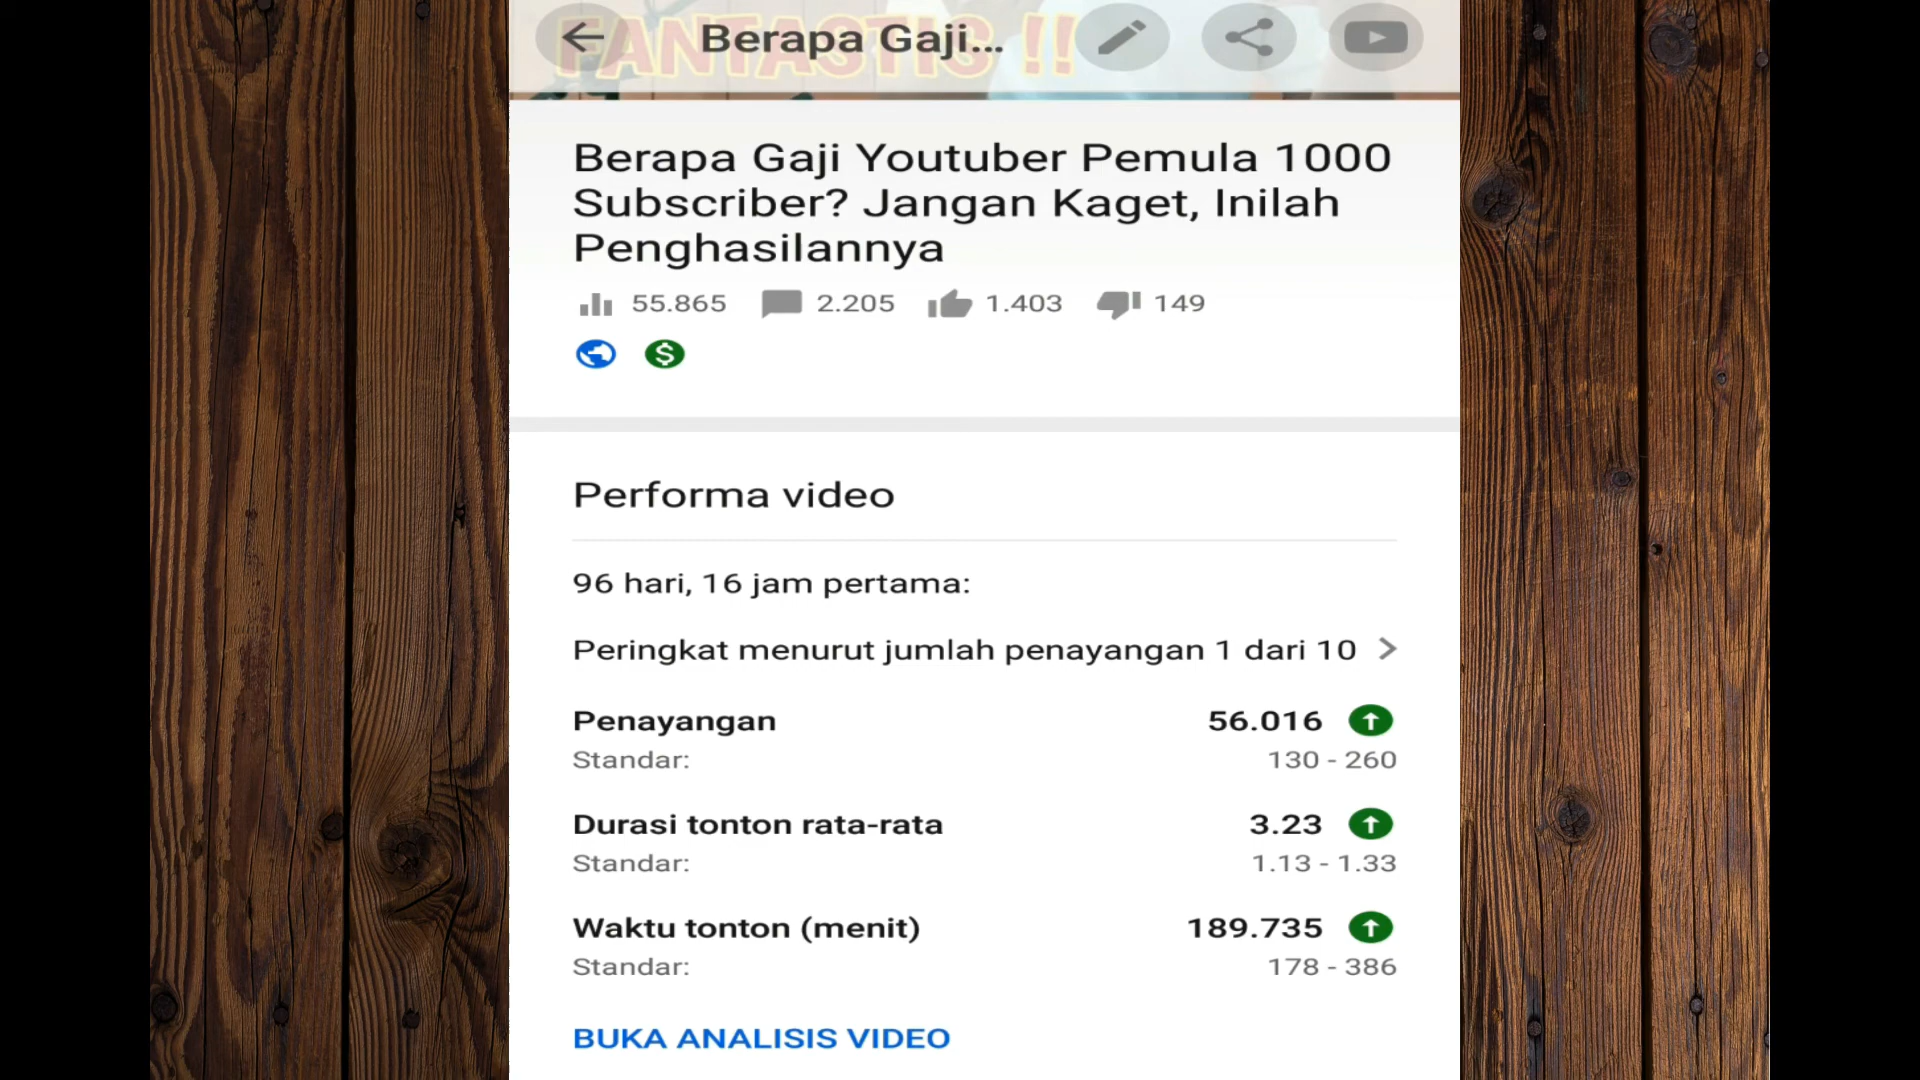 FANTASTIS !!
Berapa Gaji...
Berapa Gaji Youtuber Pemula 1000
Subscriber? Jangan Kaget, Inilah
Penghasilannya
55.865 2.205 1.403 149
Performa video
96 hari, 16 jam pertama:
Peringkat menurut jumlah penayangan 1 dari 10
Penayangan 56.016
Standar: 130 - 260
Durasi tonton rata-rata 3.23
Standar: 1.13 - 1.33
Waktu tonton (menit) 189.735
Standar: 178 - 386
BUKA ANALISIS VIDEO